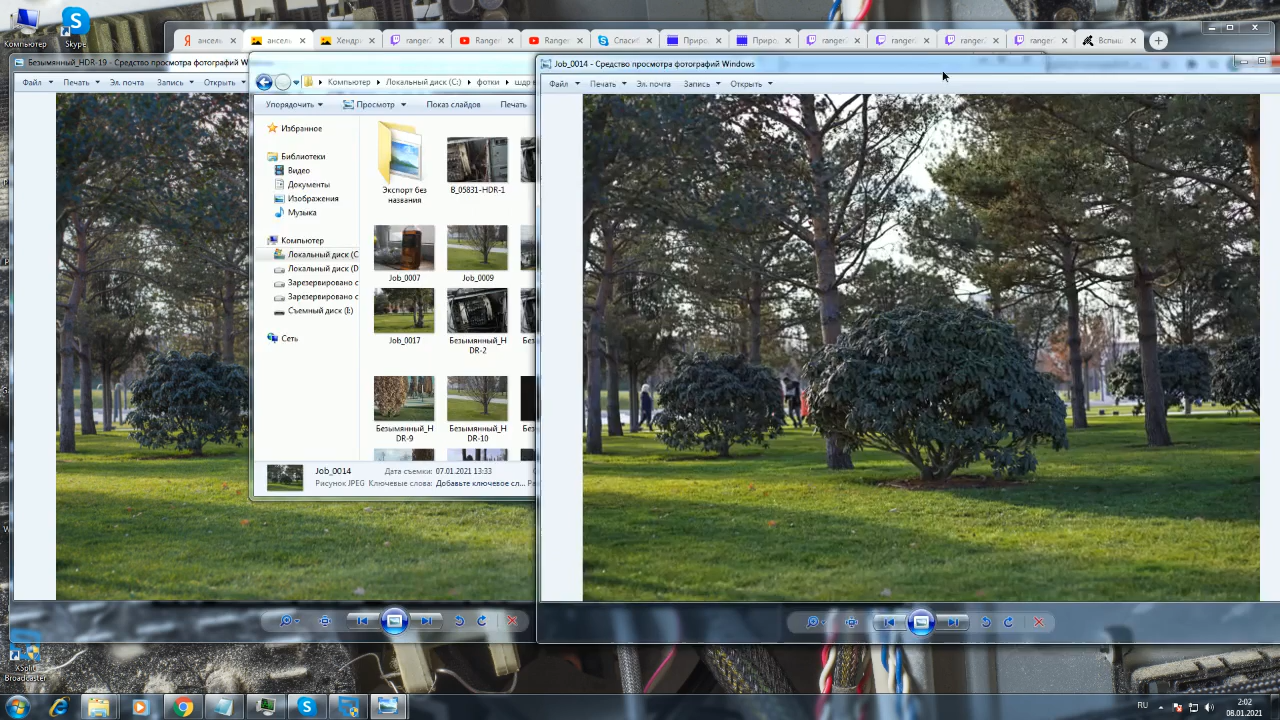 Компьютер
Skype
ансель
ансель
Хендр
ranger2
Ranger
Ranger
Спасиб
Приро
Приро
ranger
ranger
ranger
ranger
Вспыш
Безымянный_HDR-19 - Средство просмотра фотографий W
Файл Печать Эл. почта Запись Открыть
Компьютер Локальный диск (C:) фотки шдр
Упорядочить Просмотр Показ слайдов Печать
Избранное
Библиотеки
Видео
Документы
Изображения
Музыка
Компьютер
Локальный диск (C
Локальный диск (D
Зарезервировано с
Зарезервировано с
Съемный диск (E)
Сеть
Экспорт без
названия
B_05831-HDR-1
Job_0007
Job_0009
Job_0017
Безымянный_H
DR-2
Безымянный_H
DR-9
Безымянный_H
DR-10
Job_0014 Дата съемки: 07.01.2021 13:33
Рисунок JPEG Ключевые слова: Добавьте ключевое сл...
Job_0014 - Средство просмотра фотографий Windows
Файл Печать Эл. почта Запись Открыть
XSplit
Broadcaster
RU
2:02
08.01.2021